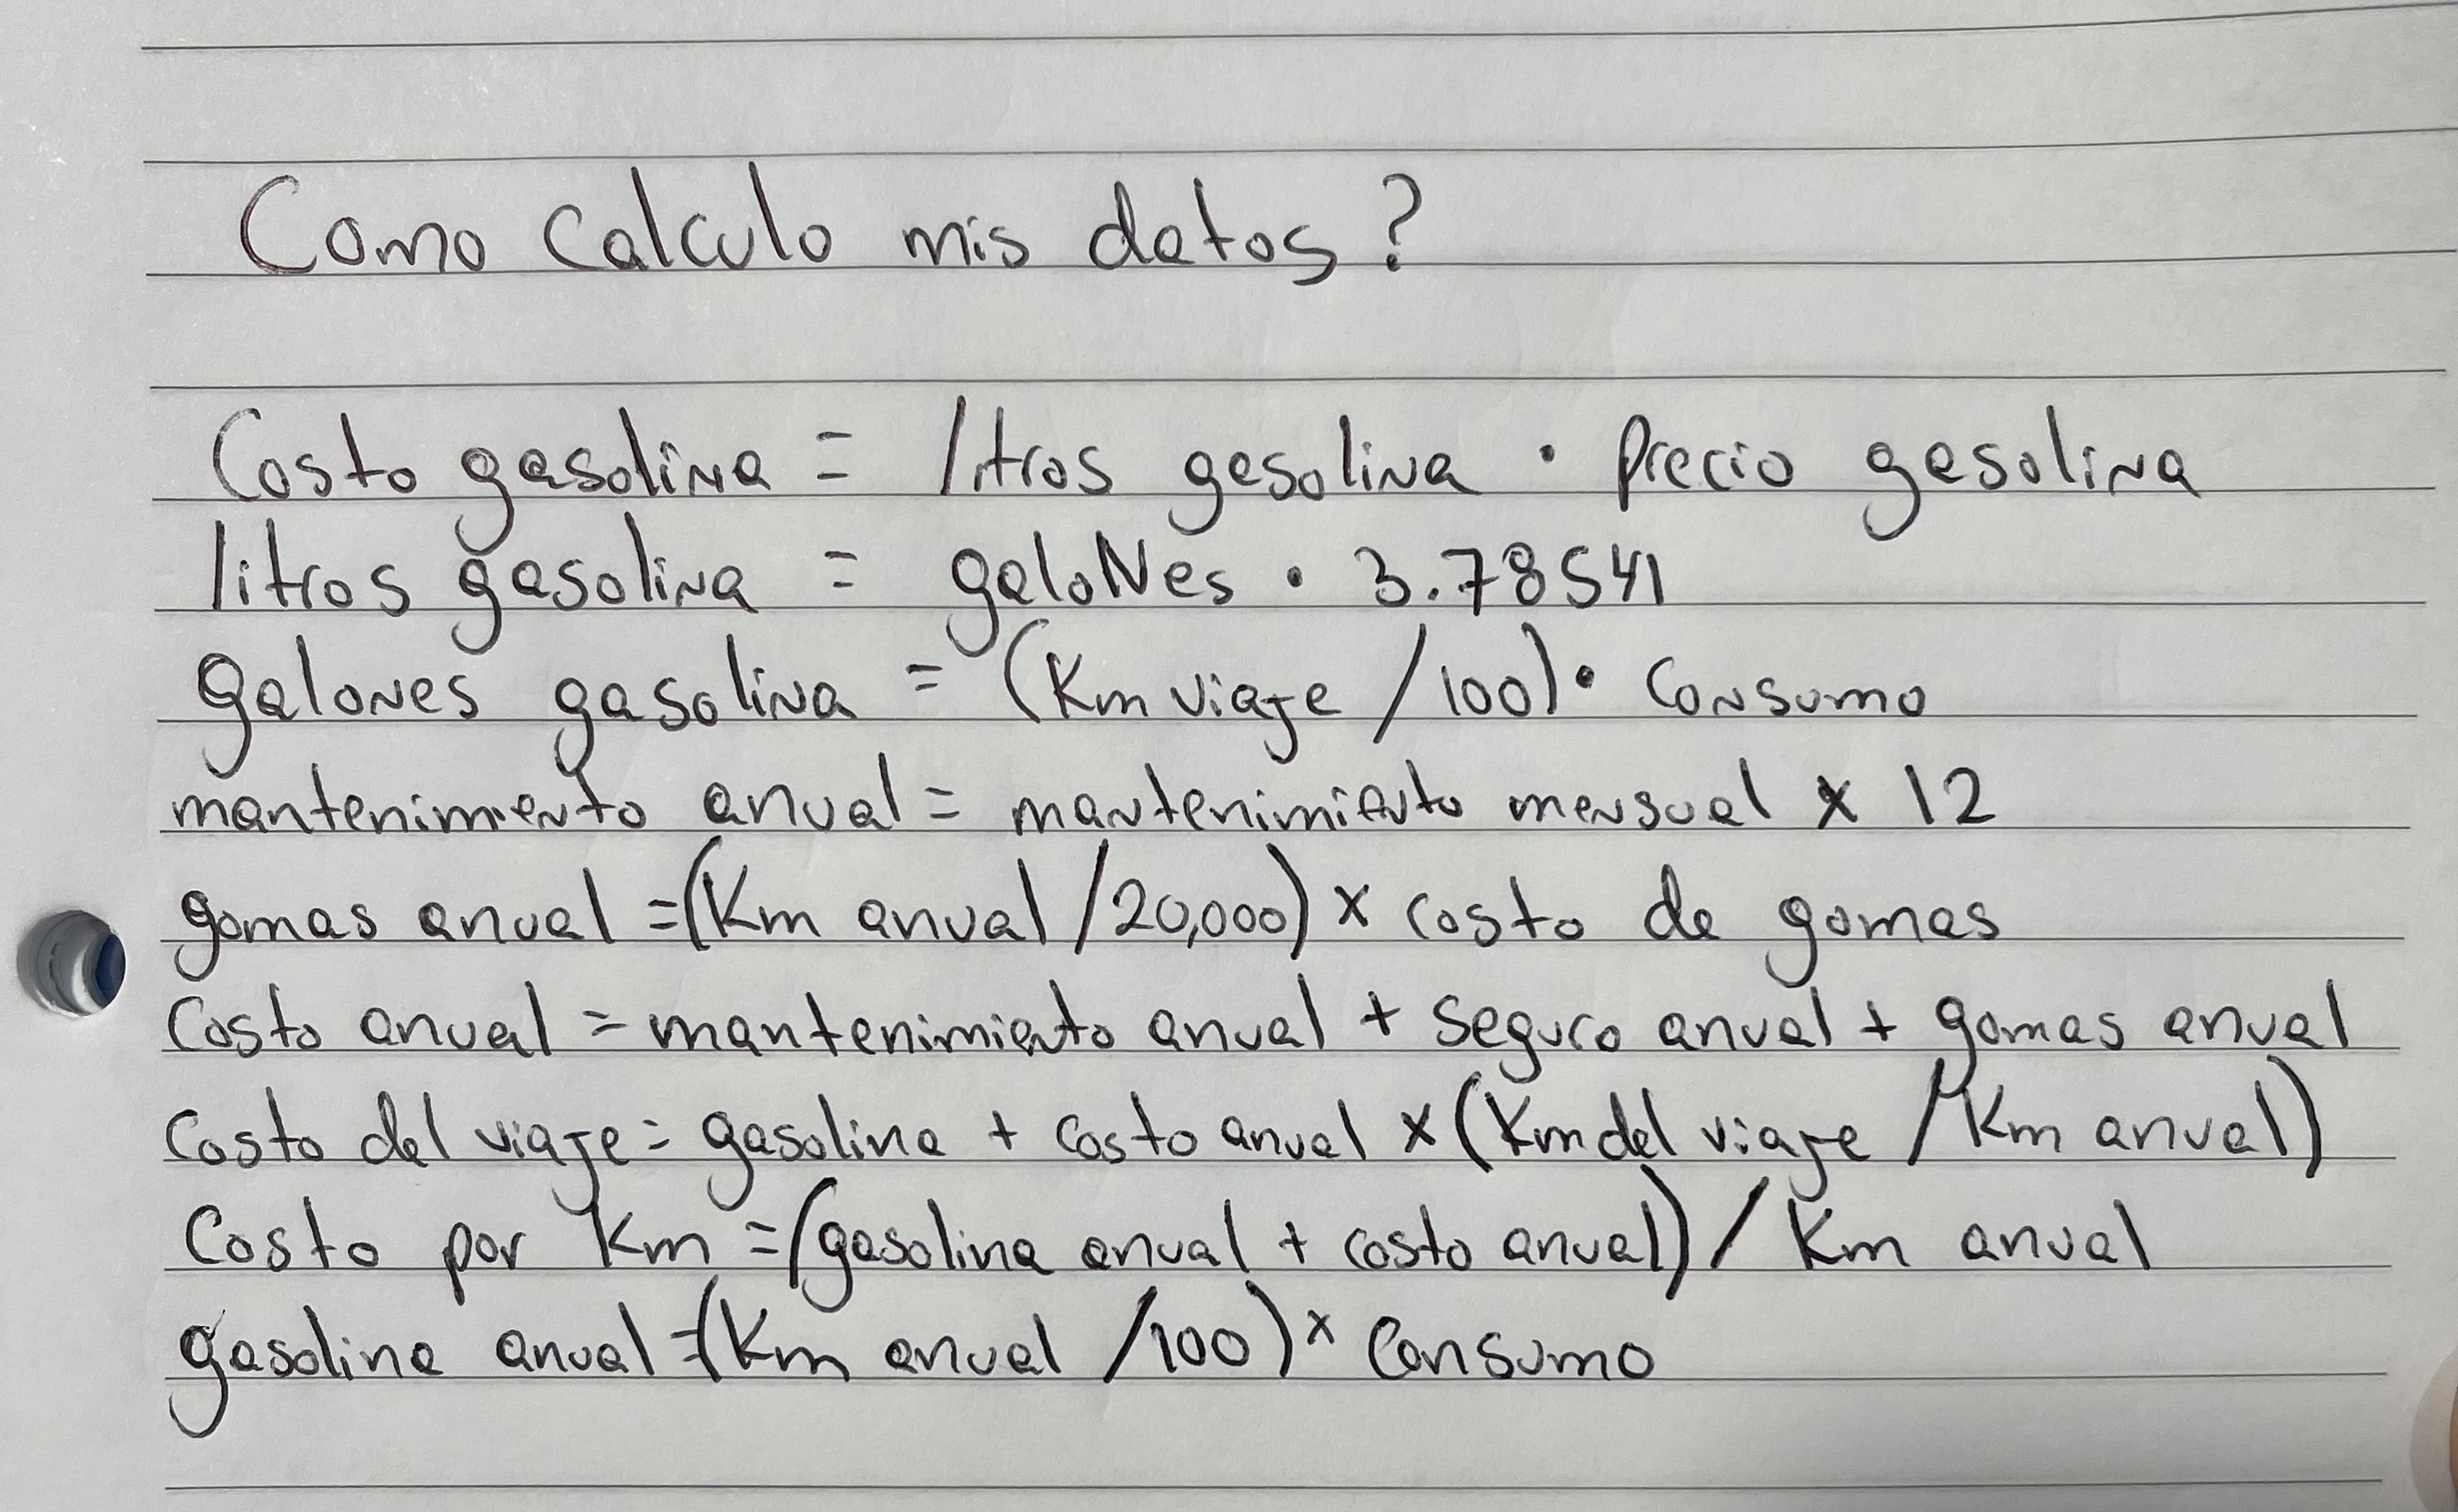 Como Calculo mis datos?
Costo gasolina = litros gasolina · Precio gasolina
litros gasolina = galoNes · 3.78541
galones gasolina = (Km viaje /100) · Consumo
mantenimiento anual = mantenimiento mensual x 12
gomas anual = (Km anual /20,000) x costo de gomas
Costo anual = mantenimiento anual + seguro anual + gomas anual
costo del viaje = gasolina + costo anual x (Km del viaje / Km anual)
Costo por Km = (gasolina anual + costo anual) / Km anual
gasolina anual = (Km anual /100) x Consumo